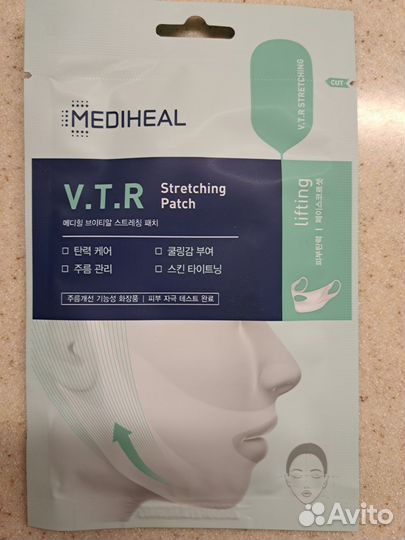 MEDIHEAL
V.T.R STRETCHING
CUT
V.T.R Stretching Patch
메디힐 브이티알 스트레칭 패치
□ 탄력 케어 □ 쿨링감 부여
□ 주름 관리 □ 스킨 타이트닝
주름개선 기능성 화장품 | 피부 자극 테스트 완료
lifting
피부탄력 | 페이스코르셋
Avito